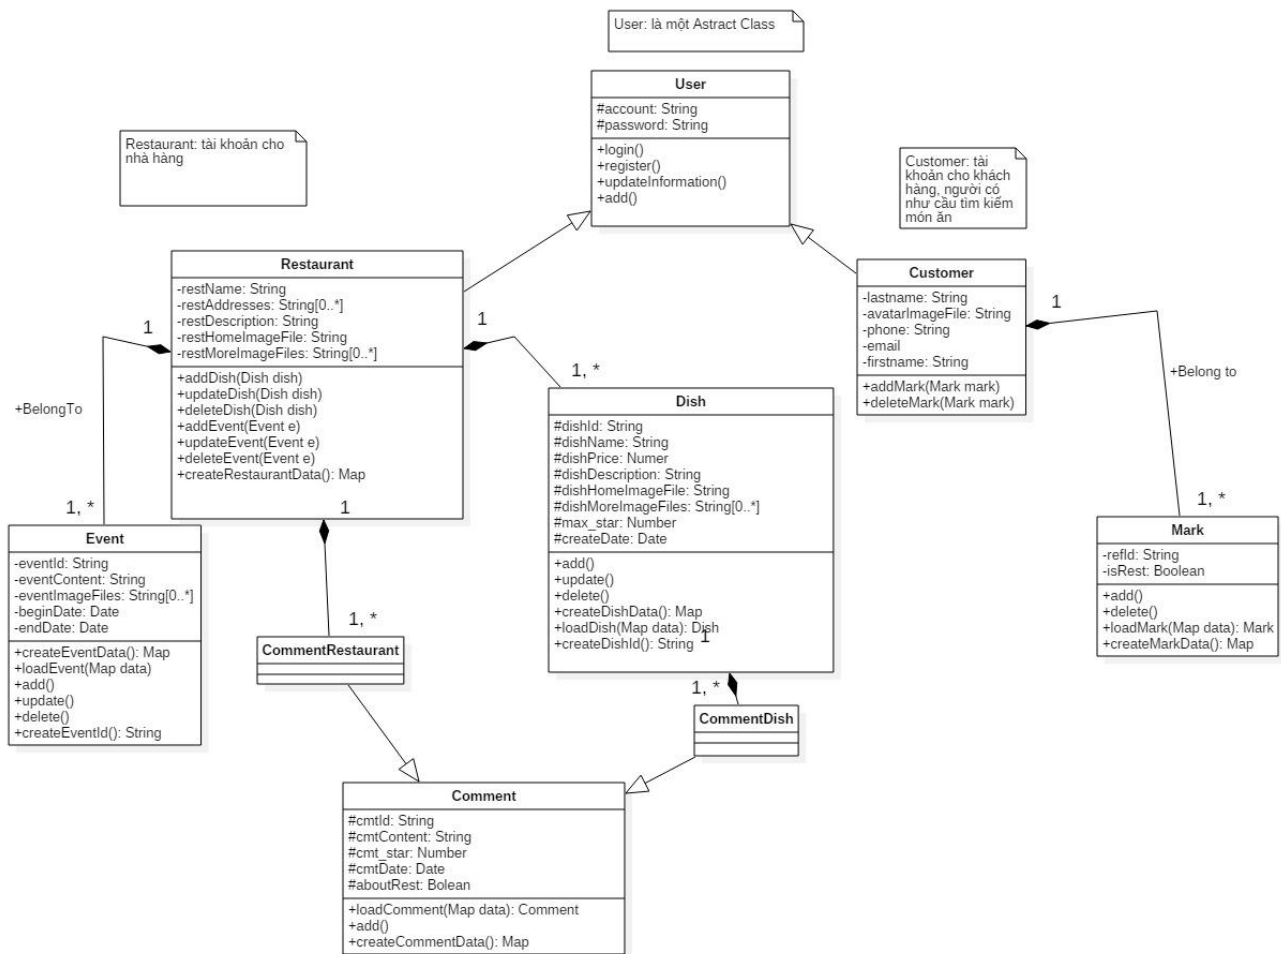 User: là một Astract Class
User
#account: String
#password: String
+login()
+register()
+updateInformation()
+add()
Restaurant: tài khoản cho
nhà hàng
Customer: tài
khoản cho khách
hàng, người có
như cầu tìm kiếm
món ăn
Restaurant
-restName: String
-restAddresses: String[0..*]
-restDescription: String
-restHomeImageFile: String
-restMoreImageFiles: String[0..*]
+addDish(Dish dish)
+updateDish(Dish dish)
+deleteDish(Dish dish)
+addEvent(Event e)
+updateEvent(Event e)
+deleteEvent(Event e)
+createRestaurantData(): Map
Customer
-lastname: String
-avatarImageFile: String
-phone: String
-email
-firstname: String
+addMark(Mark mark)
+deleteMark(Mark mark)
1
1
1
+BelongTo
1, *
+Belong to
Dish
#dishId: String
#dishName: String
#dishPrice: Numer
#dishDescription: String
#dishHomeImageFile: String
#dishMoreImageFiles: String[0..*]
#max_star: Number
#createDate: Date
+add()
+update()
+delete()
+createDishData(): Map
+loadDish(Map data): Dish
+createDishId(): String
1
1, *
1
1, *
Event
-eventId: String
-eventContent: String
-eventImageFiles: String[0..*]
-beginDate: Date
-endDate: Date
+createEventData(): Map
+loadEvent(Map data)
+add()
+update()
+delete()
+createEventId(): String
1, *
Mark
-refId: String
-isRest: Boolean
+add()
+delete()
+loadMark(Map data): Mark
+createMarkData(): Map
1, *
CommentRestaurant
1, *
CommentDish
Comment
#cmtId: String
#cmtContent: String
#cmt_star: Number
#cmtDate: Date
#aboutRest: Bolean
+loadComment(Map data): Comment
+add()
+createCommentData(): Map